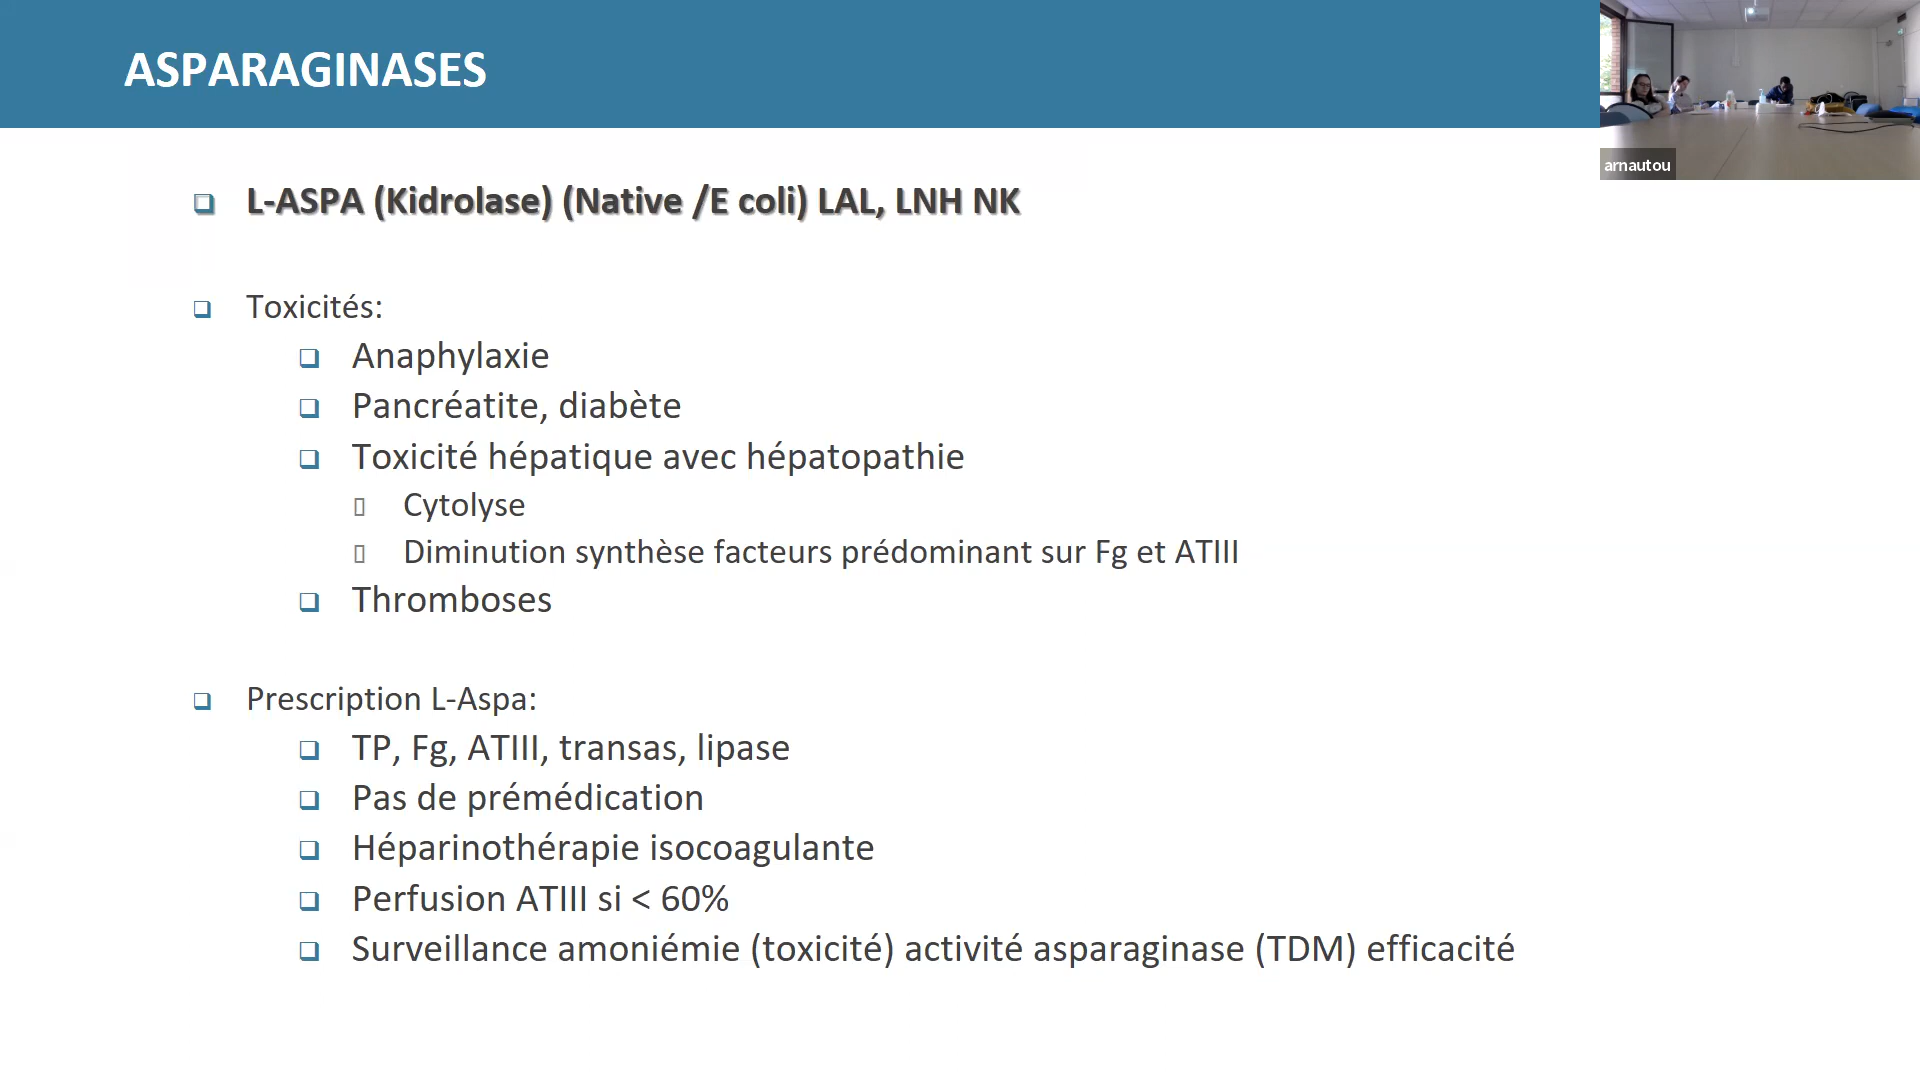 ASPARAGINASES
arnautou
L-ASPA (Kidrolase) (Native /E coli) LAL, LNH NK
Toxicités:
Anaphylaxie
Pancréatite, diabète
Toxicité hépatique avec hépatopathie
Cytolyse
Diminution synthèse facteurs prédominant sur Fg et ATIII
Thromboses
Prescription L-Aspa:
TP, Fg, ATIII, transas, lipase
Pas de prémédication
Héparinothérapie isocoagulante
Perfusion ATIII si < 60%
Surveillance amoniémie (toxicité) activité asparaginase (TDM) efficacité